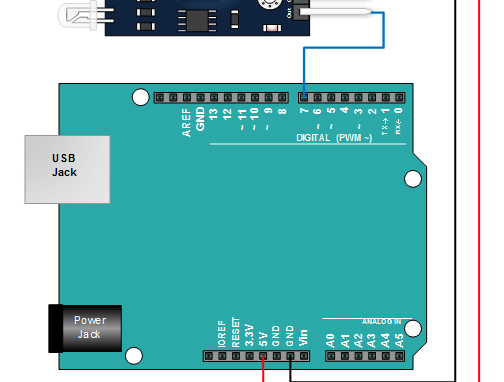 Out
AREF
GND
13
12
~ 11
~ 10
~ 9
8
7
~ 6
~ 5
4
~ 3
2
TX→ 1
RX← 0
DIGITAL (PWM ~)
USB
Jack
Power
Jack
ANALOG IN
IOREF
RESET
3.3V
5V
GND
GND
Vin
A0
A1
A2
A3
A4
A5